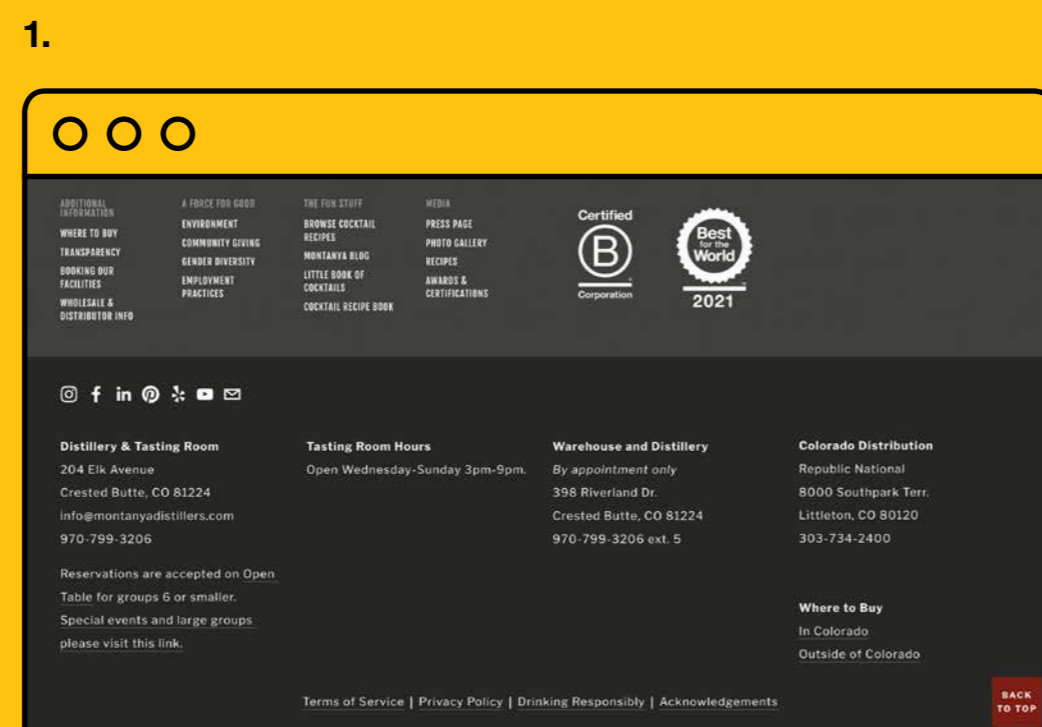 1.
ADDITIONAL
INFORMATION
WHERE TO BUY
TRANSPARENCY
BOOKING OUR
FACILITIES
WHOLESALE &
DISTRIBUTOR INFO
A FORCE FOR GOOD
ENVIRONMENT
COMMUNITY GIVING
GENDER DIVERSITY
EMPLOYMENT
PRACTICES
THE FUN STUFF
BROWSE COCKTAIL
RECIPES
MONTANYA BLOG
LITTLE BOOK OF
COCKTAILS
COCKTAIL RECIPE BOOK
MEDIA
PRESS PAGE
PHOTO GALLERY
RECIPES
AWARDS &
CERTIFICATIONS
Certified
B
Corporation
Best
for the
World
2021
Distillery & Tasting Room
204 Elk Avenue
Crested Butte, CO 81224
info@montanyadistillers.com
970-799-3206
Reservations are accepted on Open
Table for groups 6 or smaller.
Special events and large groups
please visit this link.
Tasting Room Hours
Open Wednesday-Sunday 3pm-9pm.
Warehouse and Distillery
By appointment only
398 Riverland Dr.
Crested Butte, CO 81224
970-799-3206 ext. 5
Colorado Distribution
Republic National
8000 Southpark Terr.
Littleton, CO 80120
303-734-2400
Where to Buy
In Colorado
Outside of Colorado
Terms of Service | Privacy Policy | Drinking Responsibly | Acknowledgements
BACK
TO TOP